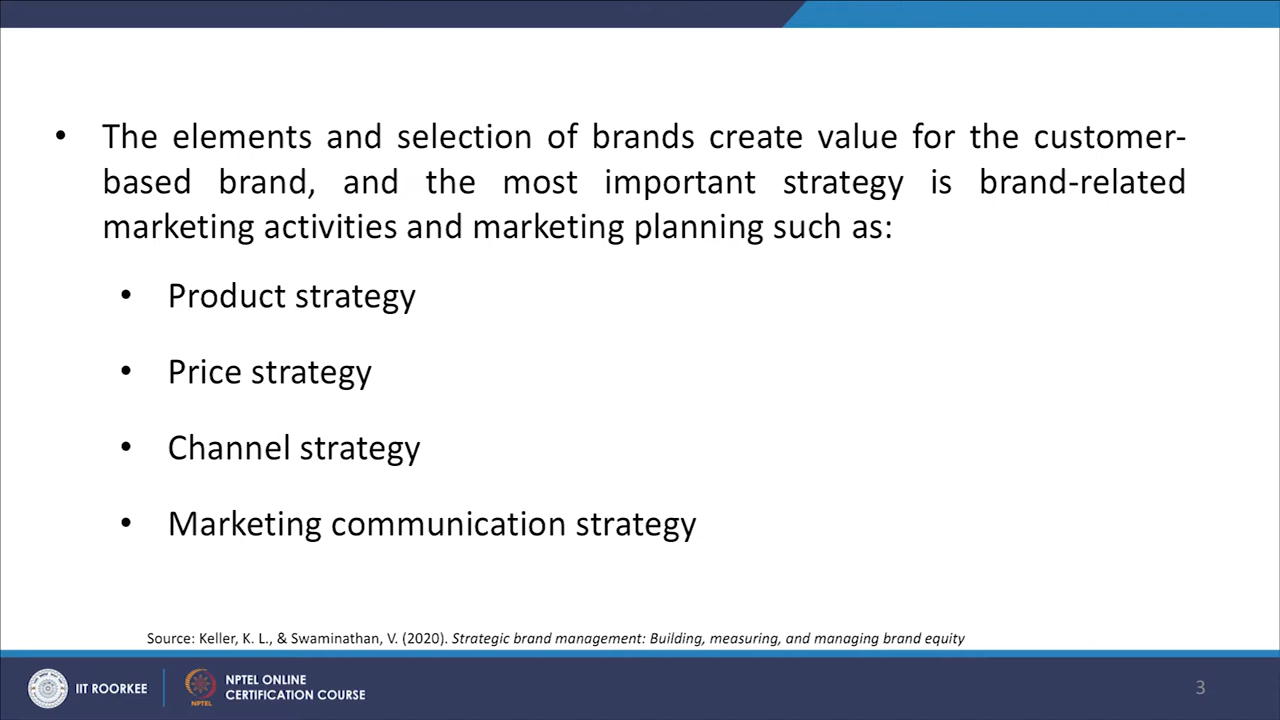 • The elements and selection of brands create value for the customer-
based brand, and the most important strategy is brand-related
marketing activities and marketing planning such as:
• Product strategy
• Price strategy
• Channel strategy
• Marketing communication strategy
Source: Keller, K. L., & Swaminathan, V. (2020). Strategic brand management: Building, measuring, and managing brand equity
IIT ROORKEE
NPTEL
NPTEL ONLINE
CERTIFICATION COURSE
3